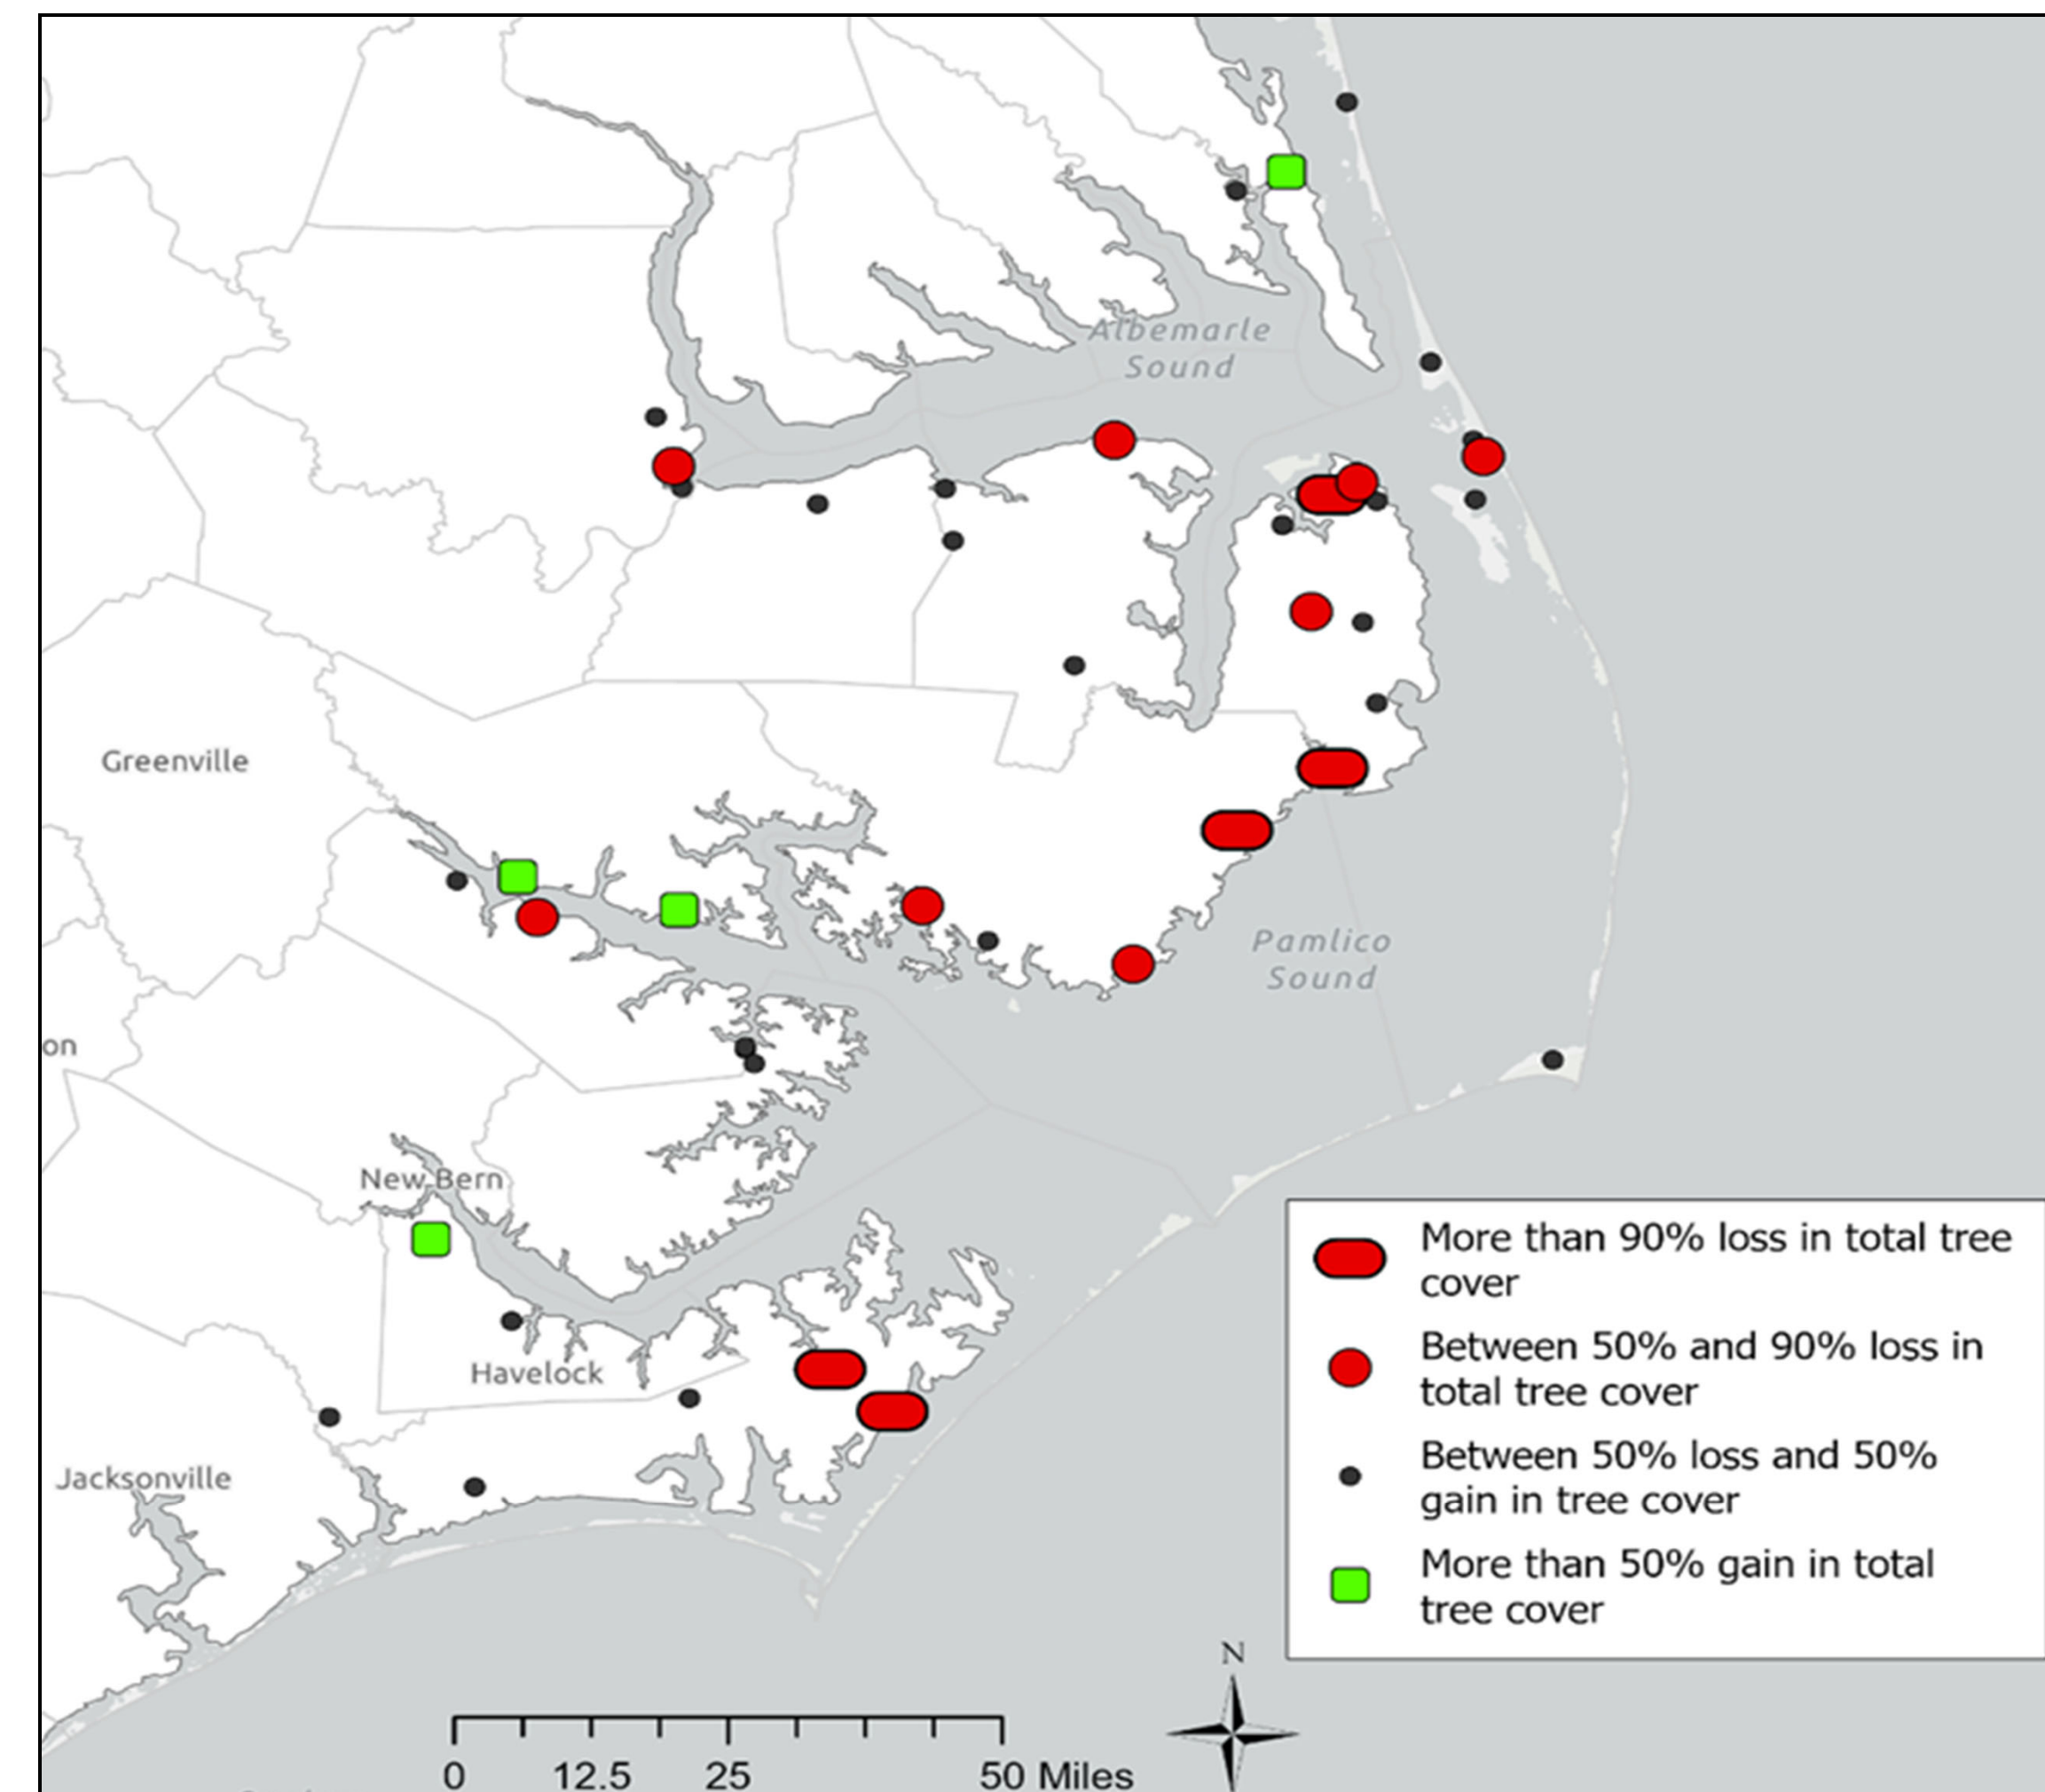 Albemarle
Sound
Greenville
Pamlico
Sound
on
New Bern
Havelock
Jacksonville
More than 90% loss in total tree
cover
Between 50% and 90% loss in
total tree cover
Between 50% loss and 50%
gain in tree cover
More than 50% gain in total
tree cover
N
0 12.5 25 50 Miles